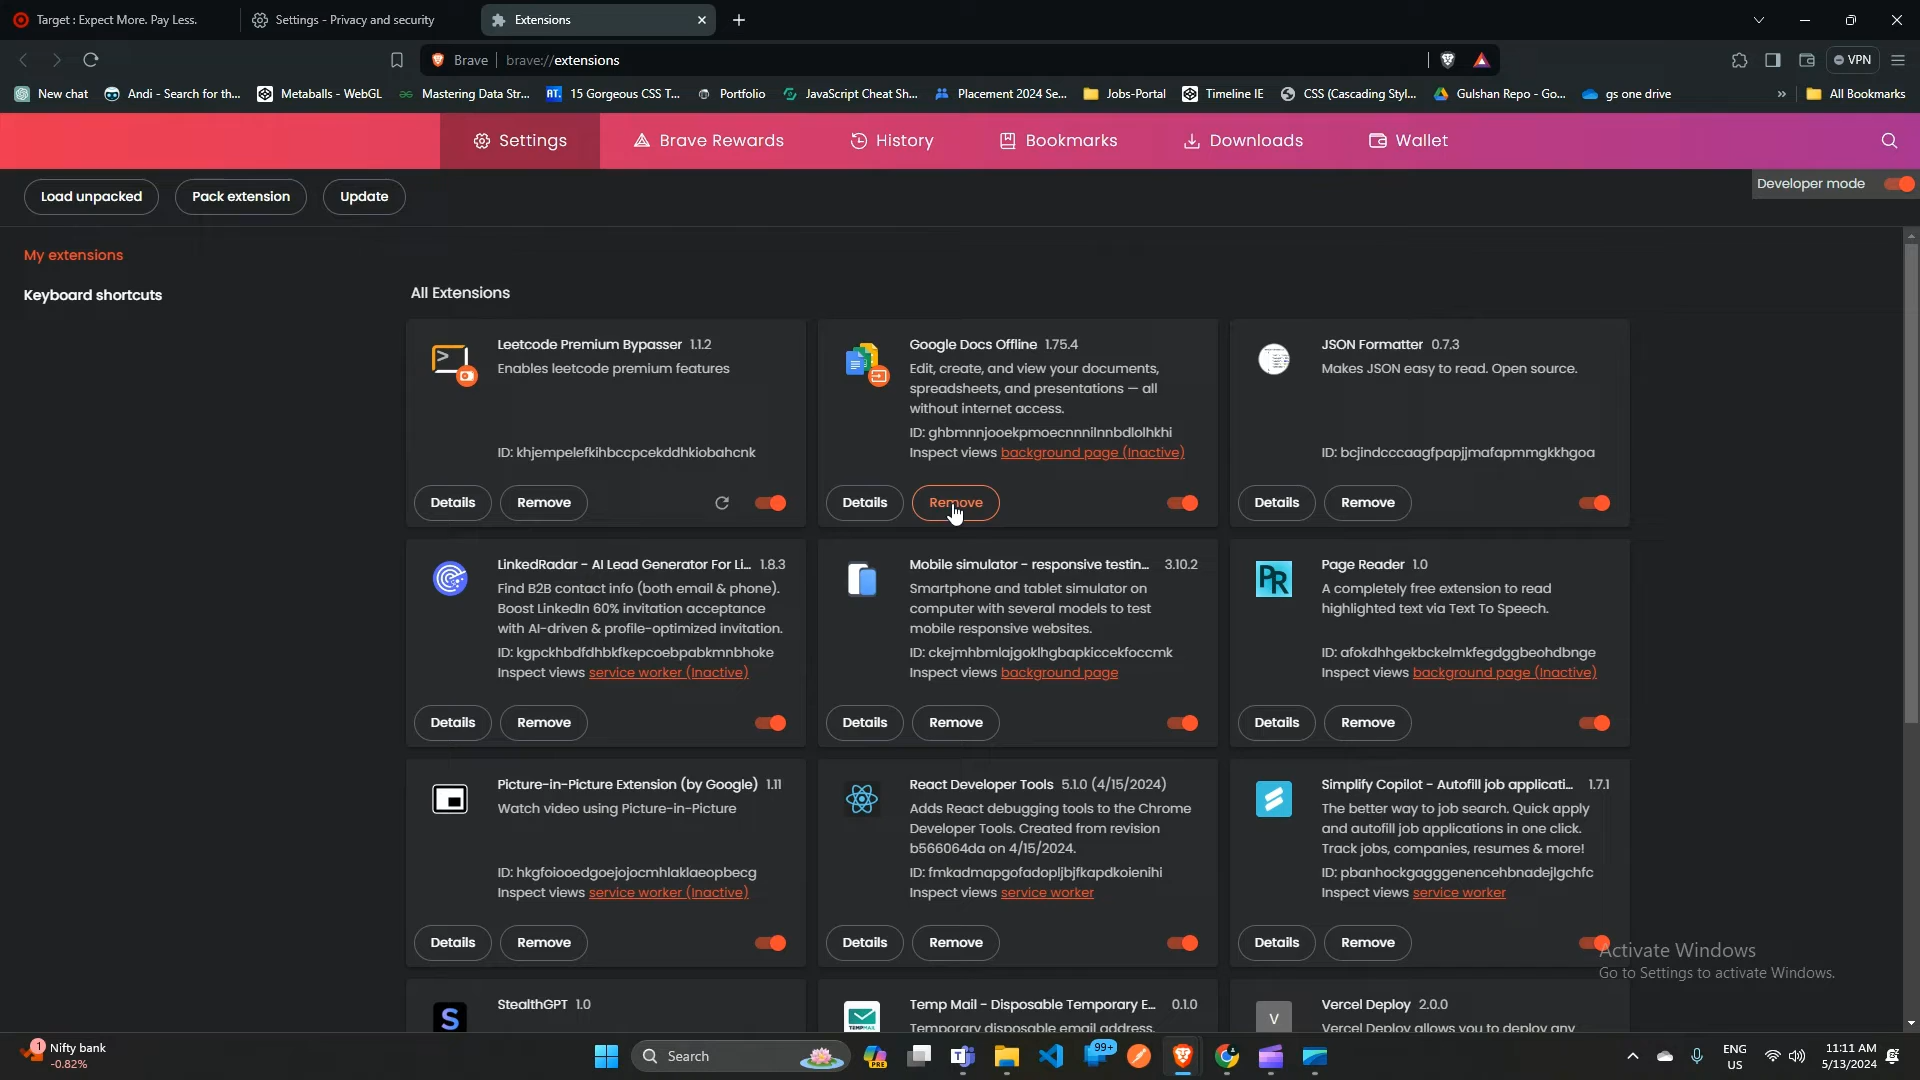 Target : Expect More. Pay Less.
Settings - Privacy and security
Extensions
Brave
brave://extensions
VPN
New chat
Andi - Search for th...
Metaballs - WebGL
Mastering Data Str...
AT.
15 Gorgeous CSS T...
Portfolio
JavaScript Cheat Sh...
Placement 2024 Se...
Jobs-Portal
Timeline IE
CSS (Cascading Styl...
Gulshan Repo - Go...
gs one drive
»
All Bookmarks
Settings
Brave Rewards
History
Bookmarks
Downloads
Wallet
Load unpacked
Pack extension
Update
Developer mode
My extensions
Keyboard shortcuts
All Extensions
Leetcode Premium Bypasser 1.1.2
Enables leetcode premium features
ID: khjempelefkihbccpcekddhkiobahcnk
Details
Remove
Google Docs Offline 1.75.4
Edit, create, and view your documents,
spreadsheets, and presentations — all
without internet access.
ID: ghbmnnjooekpmoecnnnilnnbdlolhkhi
Inspect views background page (Inactive)
Details
Remove
JSON Formatter 0.7.3
Makes JSON easy to read. Open source.
ID: bcjindcccaagfpapjjmafapmmgkkhgoa
Details
Remove
LinkedRadar - AI Lead Generator For Li... 1.8.3
Find B2B contact info (both email & phone).
Boost LinkedIn 60% invitation acceptance
with AI-driven & profile-optimized invitation.
ID: kgpckhbdfdhbkfkepcoebpabkmnbhoke
Inspect views service worker (Inactive)
Details
Remove
Mobile simulator - responsive testin... 3.10.2
Smartphone and tablet simulator on
computer with several models to test
mobile responsive websites.
ID: ckejmhbmlajgoklhgbapkiccekfoccmk
Inspect views background page
Details
Remove
PR
Page Reader 1.0
A completely free extension to read
highlighted text via Text To Speech.
ID: afokdhhgekbckelmkfegdggbeohdbnge
Inspect views background page (Inactive)
Details
Remove
Picture-in-Picture Extension (by Google) 1.11
Watch video using Picture-in-Picture
ID: hkgfoiooedgoejojocmhlaklaeopbecg
Inspect views service worker (Inactive)
Details
Remove
React Developer Tools 5.1.0 (4/15/2024)
Adds React debugging tools to the Chrome
Developer Tools. Created from revision
b566064da on 4/15/2024.
ID: fmkadmapgofadopljbjfkapdkoienihi
Inspect views service worker
Details
Remove
Simplify Copilot - Autofill job applicati... 1.7.1
The better way to job search. Quick apply
and autofill job applications in one click.
Track jobs, companies, resumes & more!
ID: pbanhockgagggenencehbnadejlgchfc
Inspect views service worker
Details
Remove
Activate Windows
Go to Settings to activate Windows.
S
StealthGPT 1.0
TEMPMAIL
Temp Mail - Disposable Temporary E... 0.1.0
Temporary disposable email address.
V
Vercel Deploy 2.0.0
Vercel Deploy allows you to deploy any
1
Nifty bank
-0.82%
Search
PRE
99+
ENG
US
11:11 AM
5/13/2024